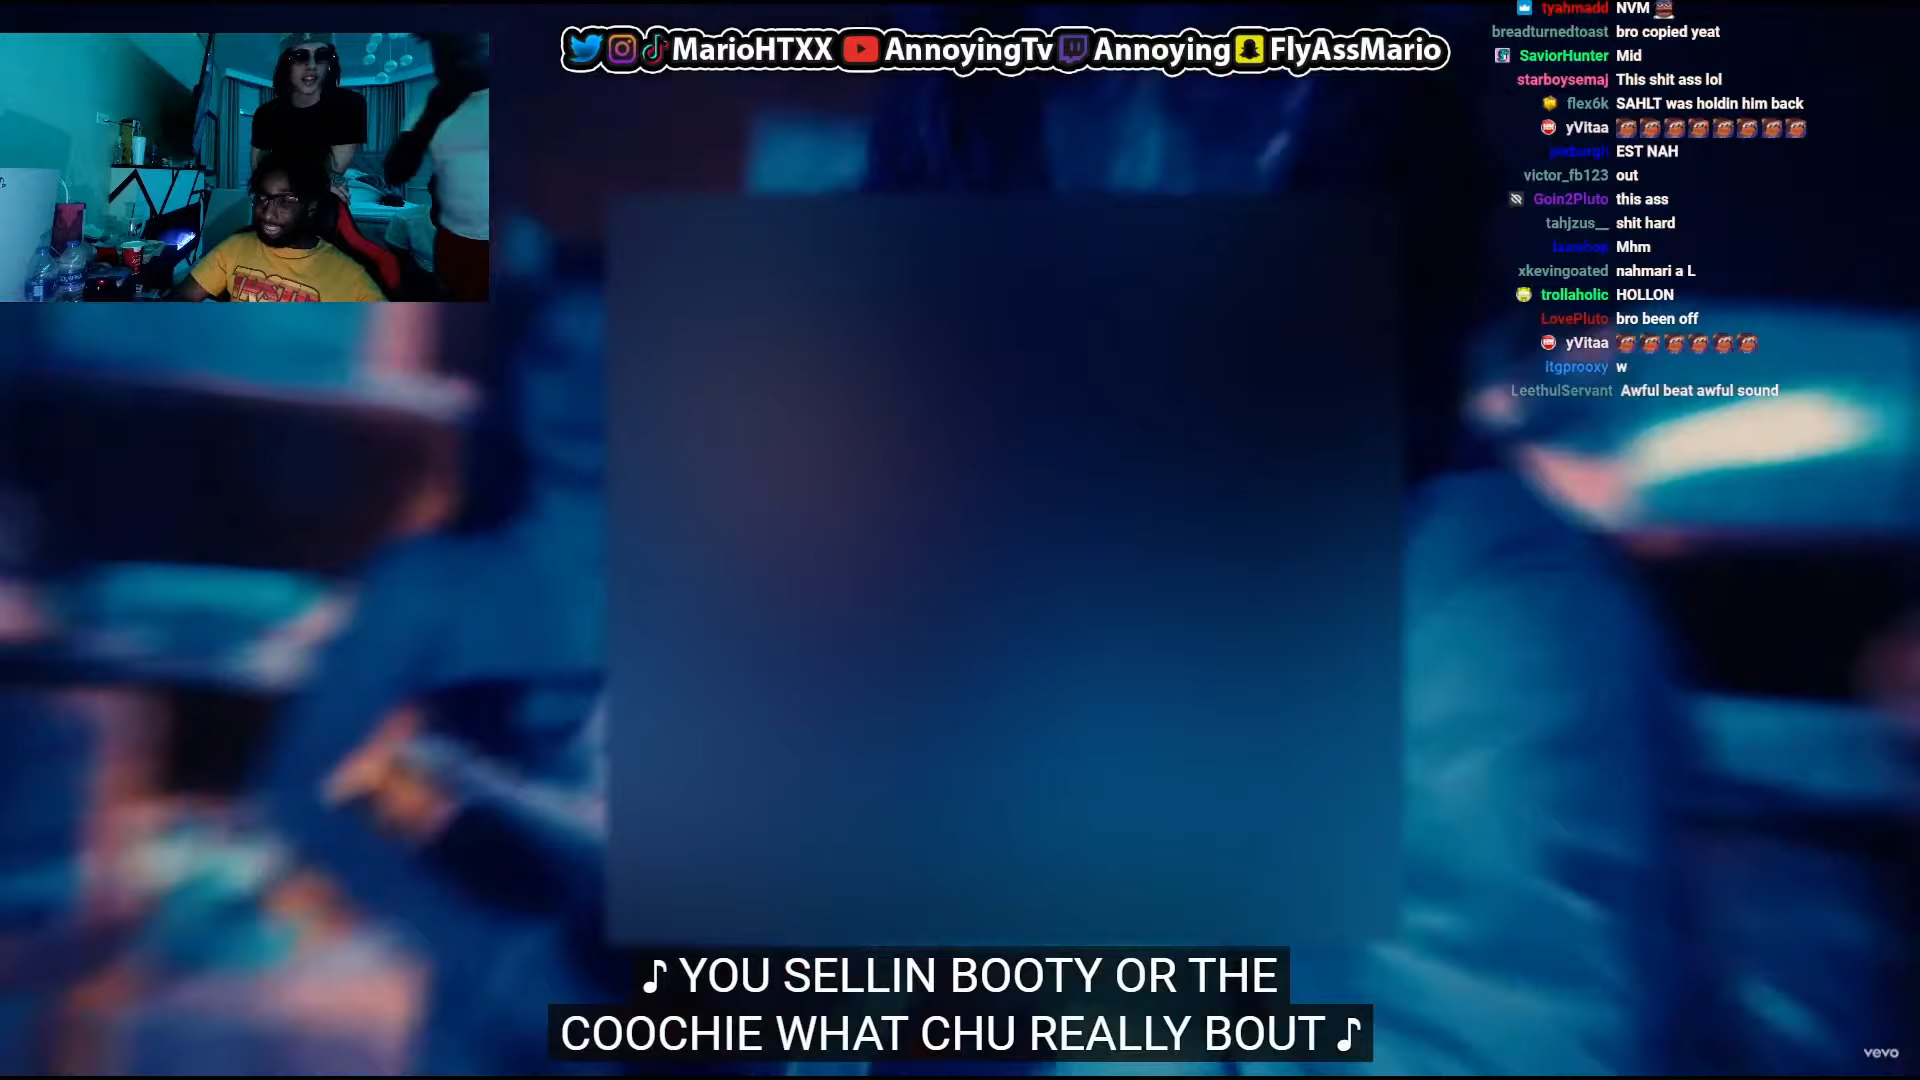 MarioHTXX AnnoyingTv Annoying FlyAssMario
tyahmadd NVM
breadturnedtoast bro copied yeat
SaviorHunter Mid
starboysemaj This shit ass lol
flex6k SAHLT was holdin him back
yVitaa
EST NAH
victor_fb123 out
Goin2Pluto this ass
tahjzus__ shit hard
Mhm
xkevingoated nahmari a L
trollaholic HOLLON
LovePluto bro been off
yVitaa
itgprooxy w
LeethulServant Awful beat awful sound
♪ YOU SELLIN BOOTY OR THE
COOCHIE WHAT CHU REALLY BOUT ♪
vevo